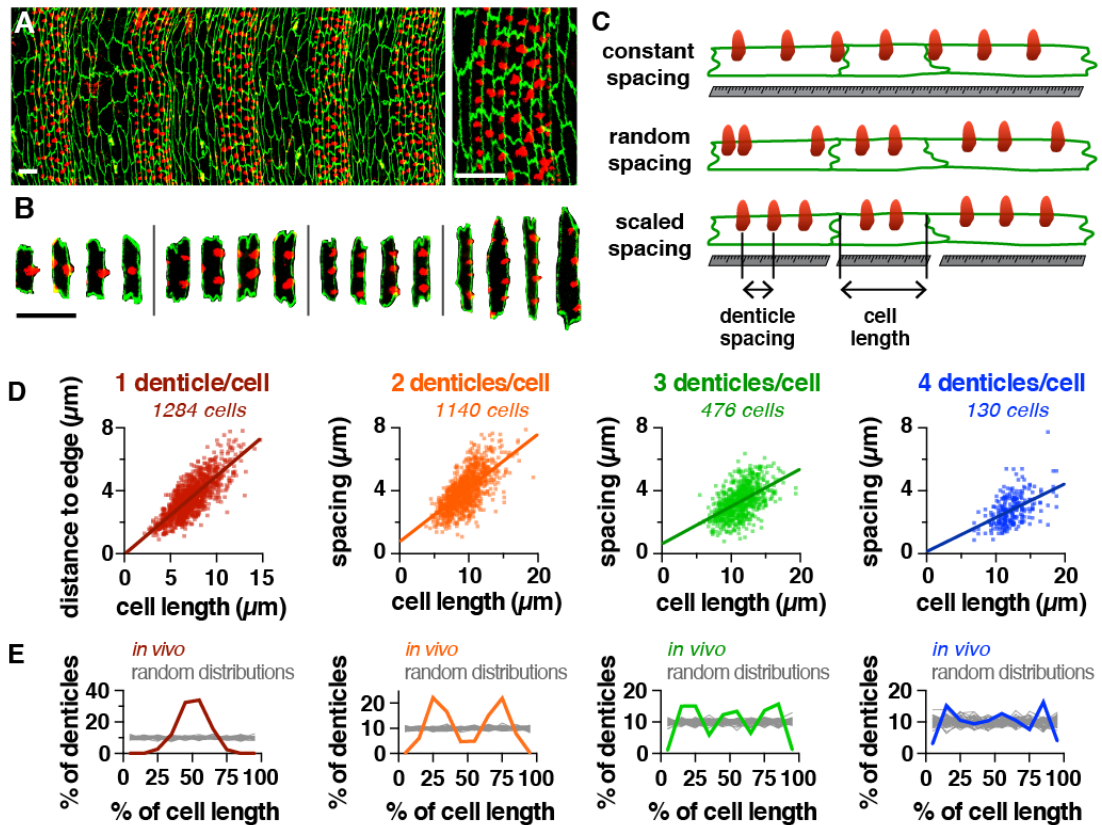 A
B
C
constant
spacing
random
spacing
scaled
spacing
denticle
spacing
cell
length
D
1 denticle/cell
1284 cells
distance to edge (µm)
8
4
0
0 5 10 15
cell length (µm)
2 denticles/cell
1140 cells
spacing (µm)
8
4
0
0 10 20
cell length (µm)
3 denticles/cell
476 cells
spacing (µm)
8
4
0
0 10 20
cell length (µm)
4 denticles/cell
130 cells
spacing (µm)
8
4
0
0 10 20
cell length (µm)
E
in vivo
random distributions
% of denticles
40
20
0
0 25 50 75 100
% of cell length
in vivo
random distributions
% of denticles
20
10
0
0 25 50 75 100
% of cell length
in vivo
random distributions
% of denticles
20
10
0
0 25 50 75 100
% of cell length
in vivo
random distributions
% of denticles
20
10
0
0 25 50 75 100
% of cell length